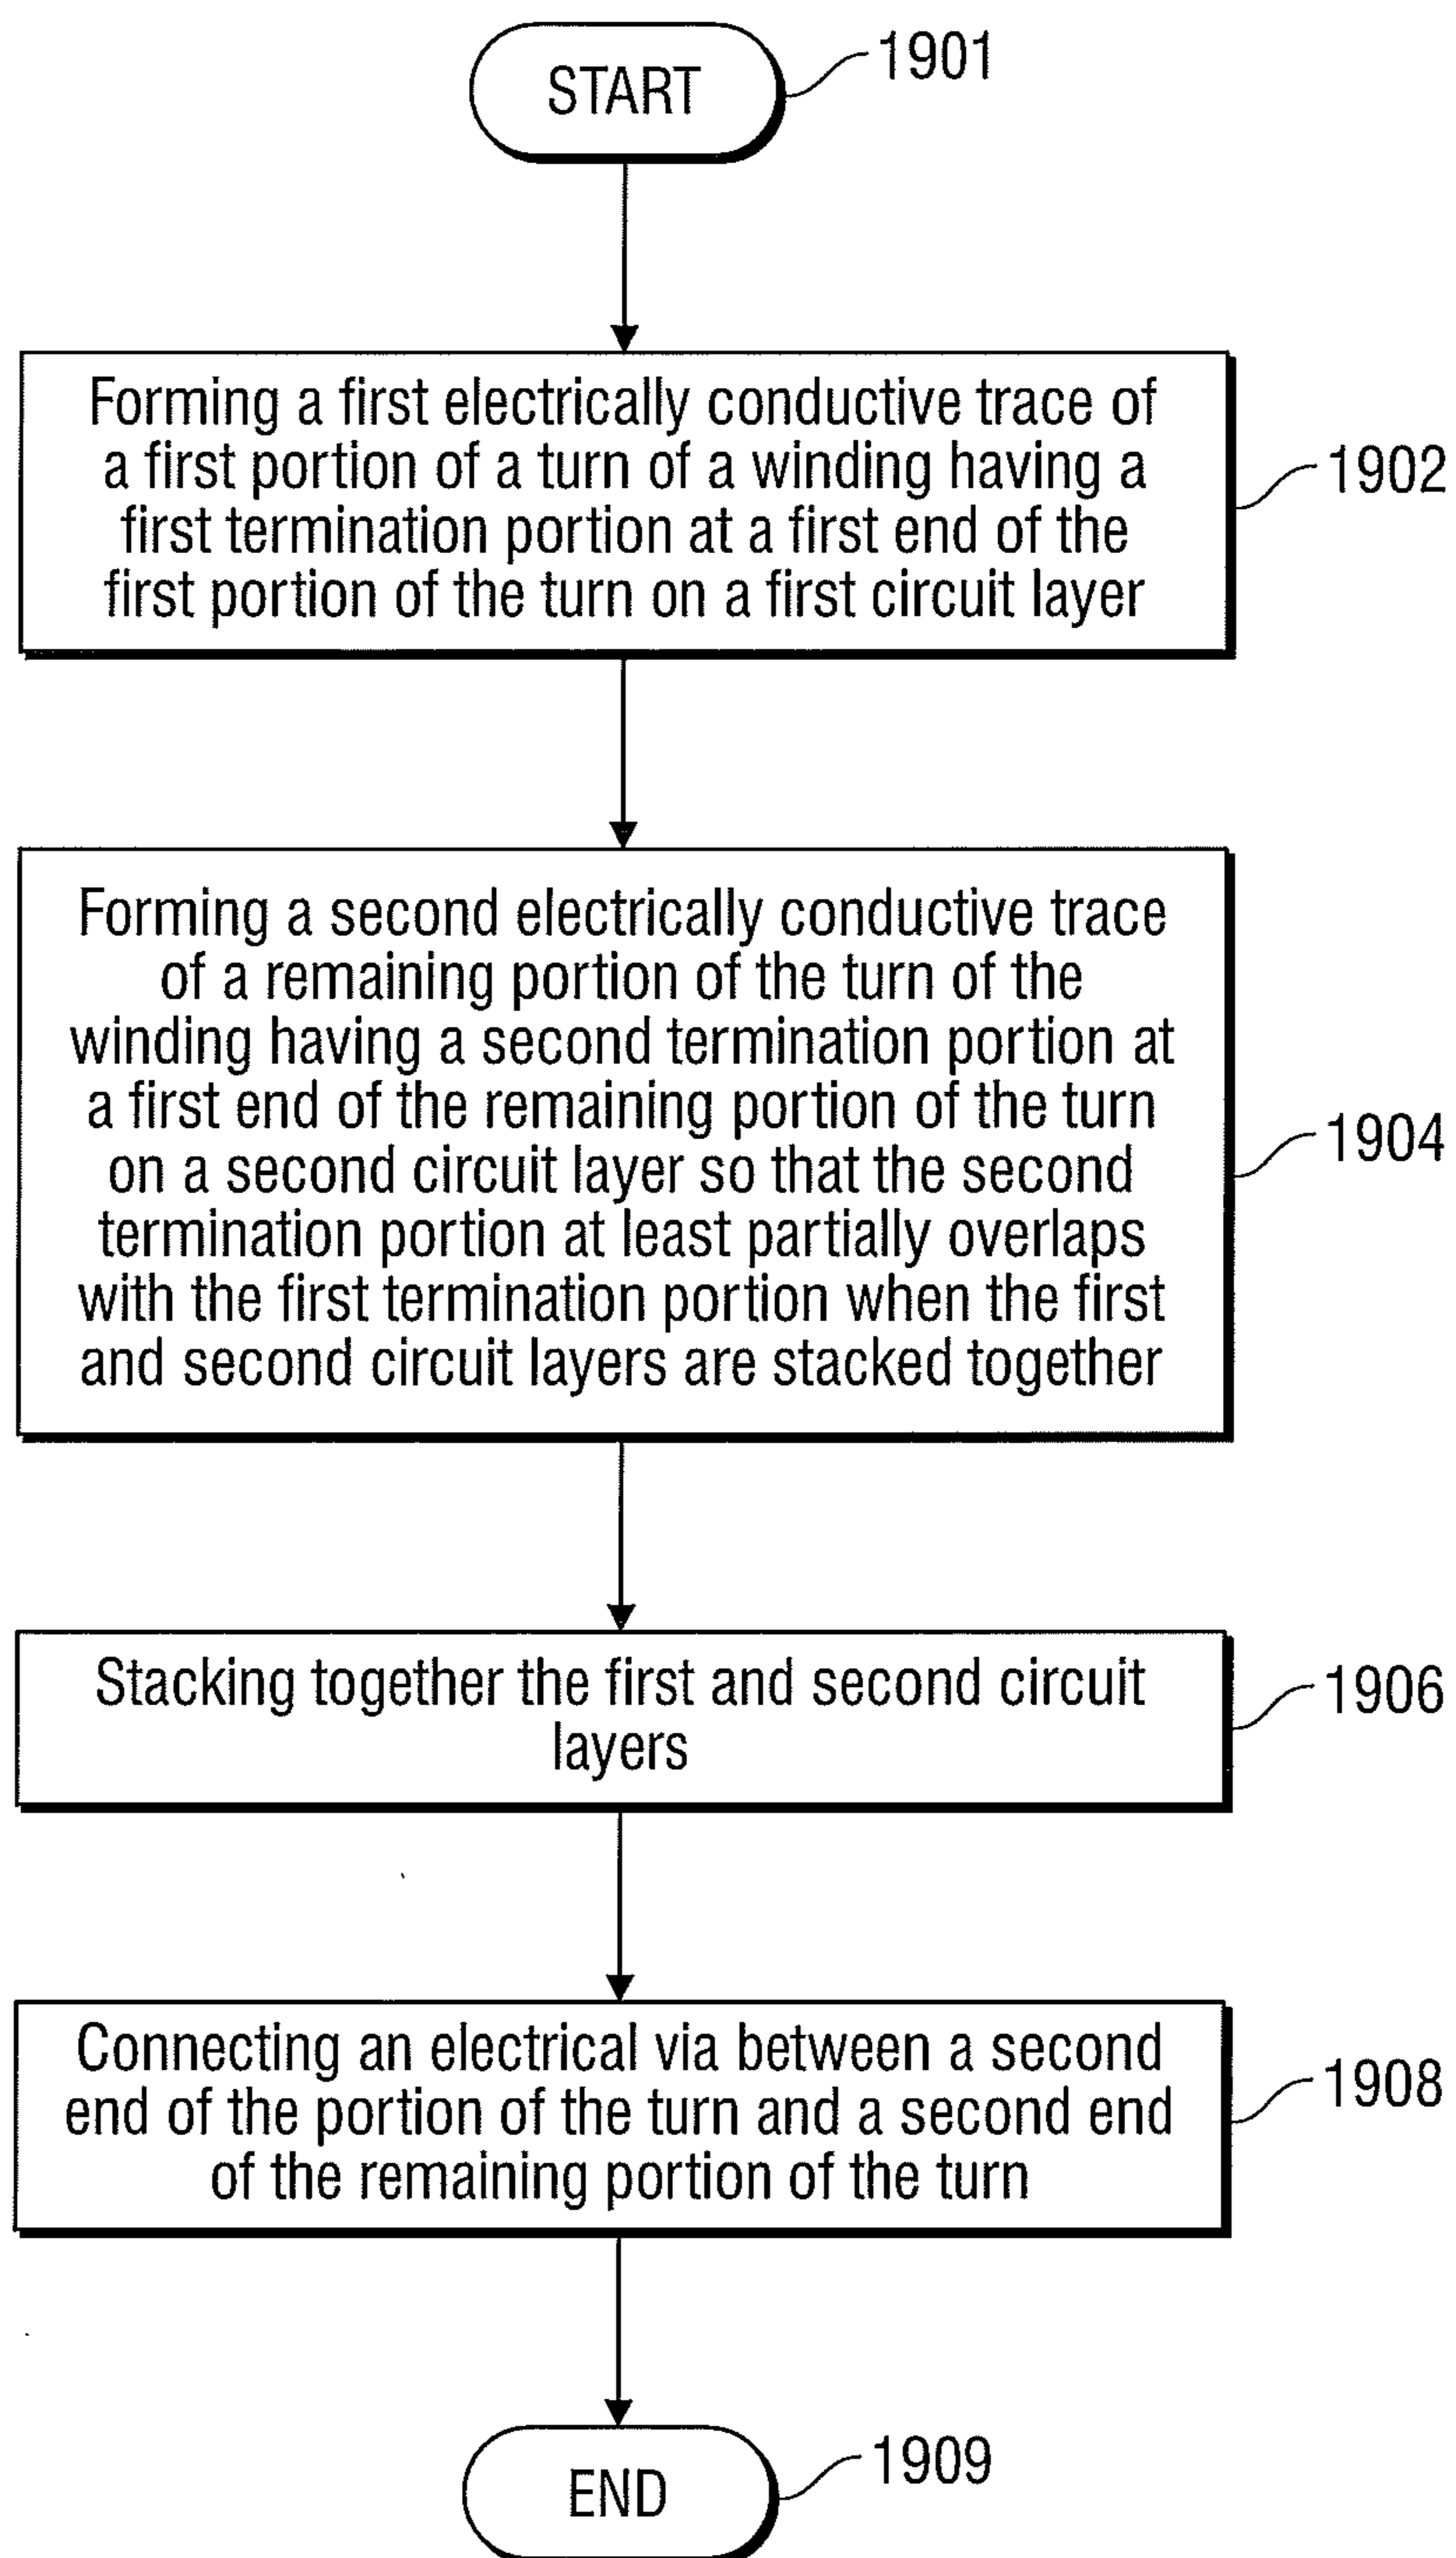 START
1901
Forming a first electrically conductive trace of
a first portion of a turn of a winding having a
first termination portion at a first end of the
first portion of the turn on a first circuit layer
1902
Forming a second electrically conductive trace
of a remaining portion of the turn of the
winding having a second termination portion at
a first end of the remaining portion of the turn
on a second circuit layer so that the second
termination portion at least partially overlaps
with the first termination portion when the first
and second circuit layers are stacked together
1904
Stacking together the first and second circuit
layers
1906
Connecting an electrical via between a second
end of the portion of the turn and a second end
of the remaining portion of the turn
1908
END
1909